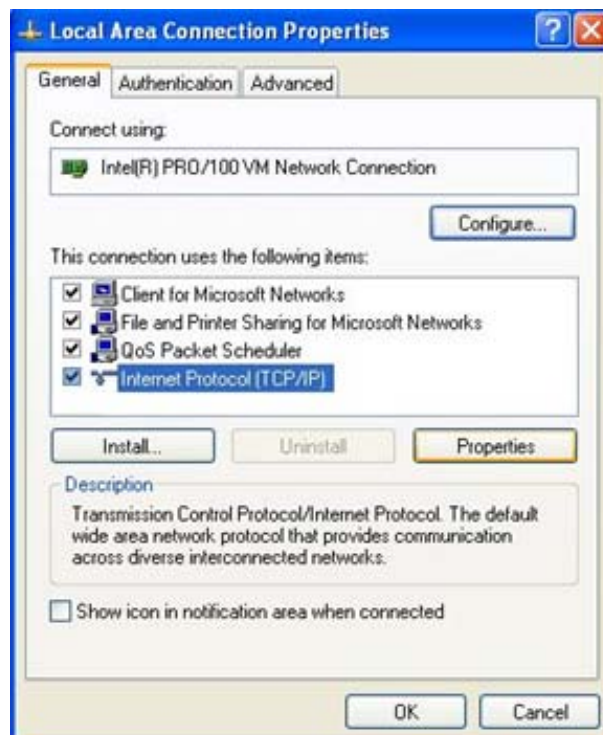 Local Area Connection Properties
General Authentication Advanced
Connect using:
Intel(R) PRO/100 VM Network Connection
Configure...
This connection uses the following items:
Client for Microsoft Networks
File and Printer Sharing for Microsoft Networks
QoS Packet Scheduler
Internet Protocol (TCP/IP)
Install... Uninstall Properties
Description
Transmission Control Protocol/Internet Protocol. The default
wide area network protocol that provides communication
across diverse interconnected networks.
Show icon in notification area when connected
OK Cancel